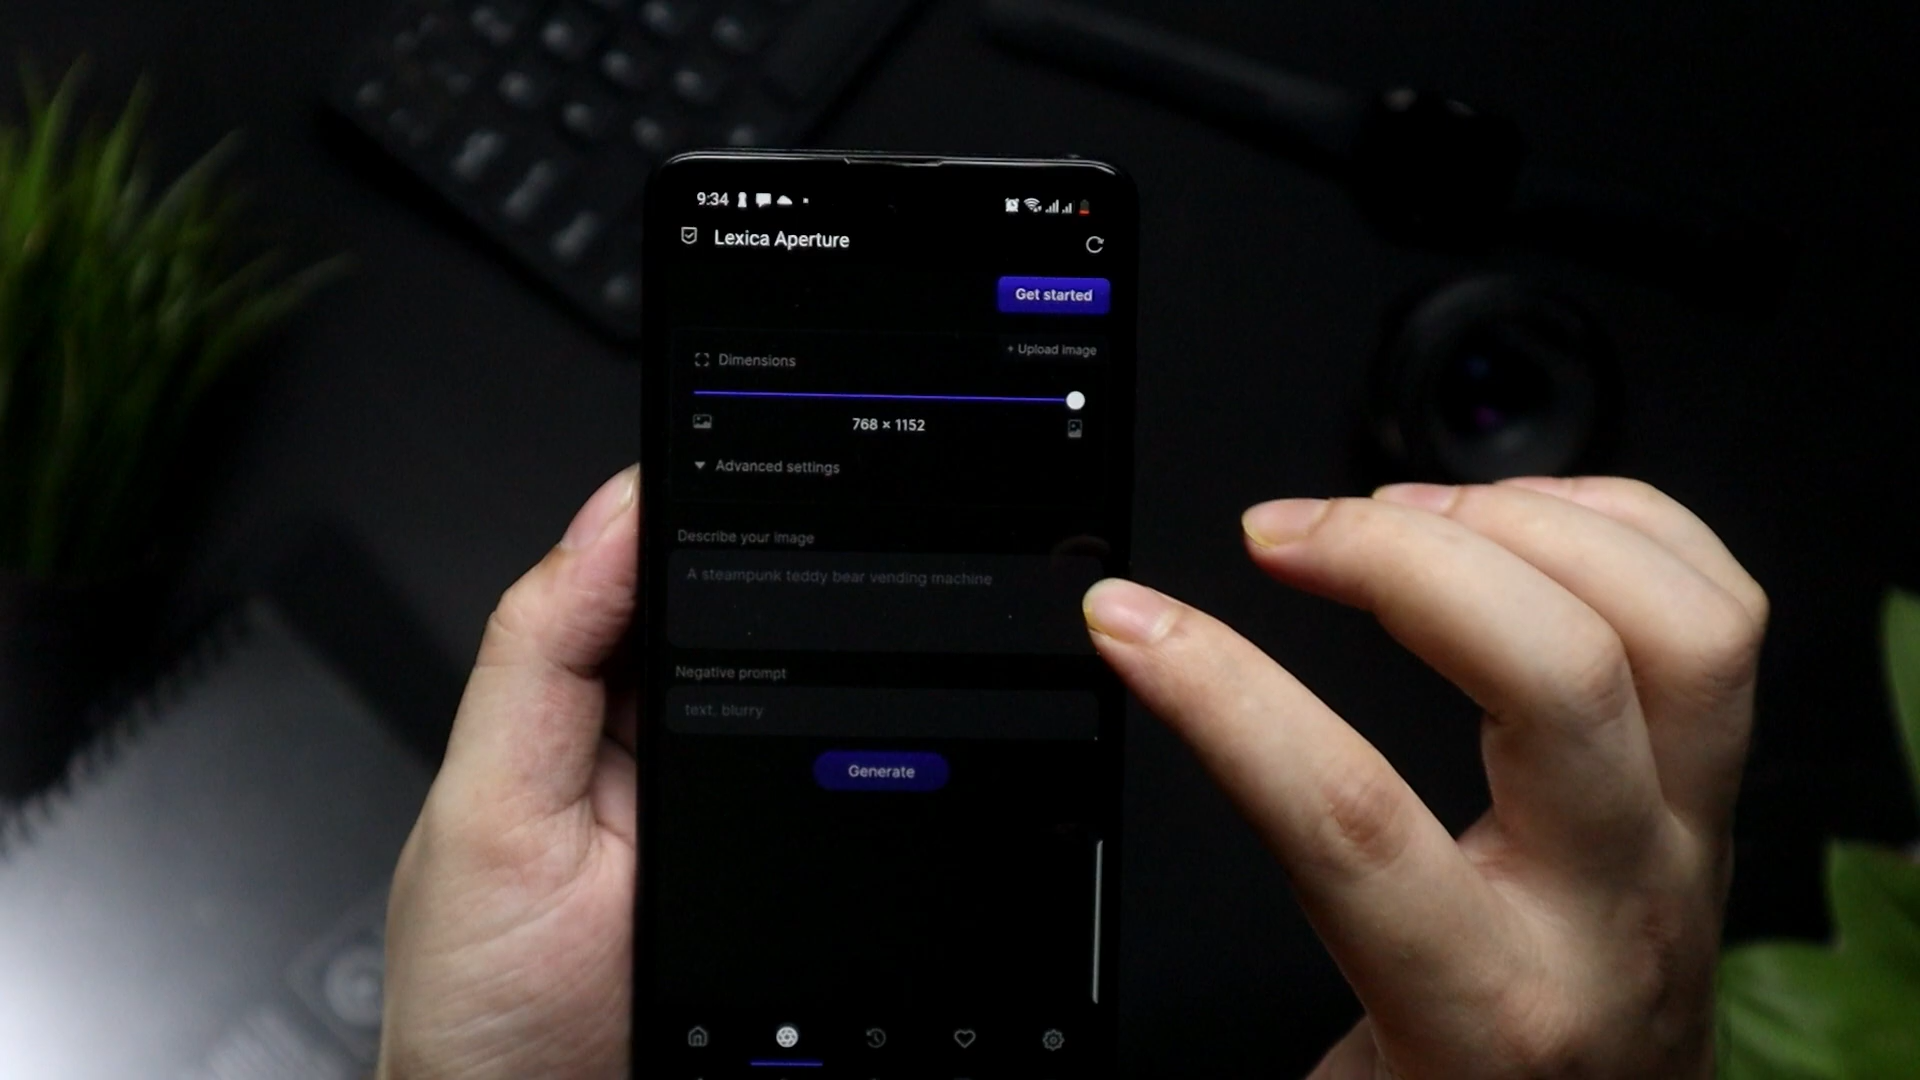 9:34
Lexica Aperture
Get started
+ Upload image
Dimensions
768 × 1152
Advanced settings
Describe your image
A steampunk teddy bear vending machine
Negative prompt
text, blurry
Generate